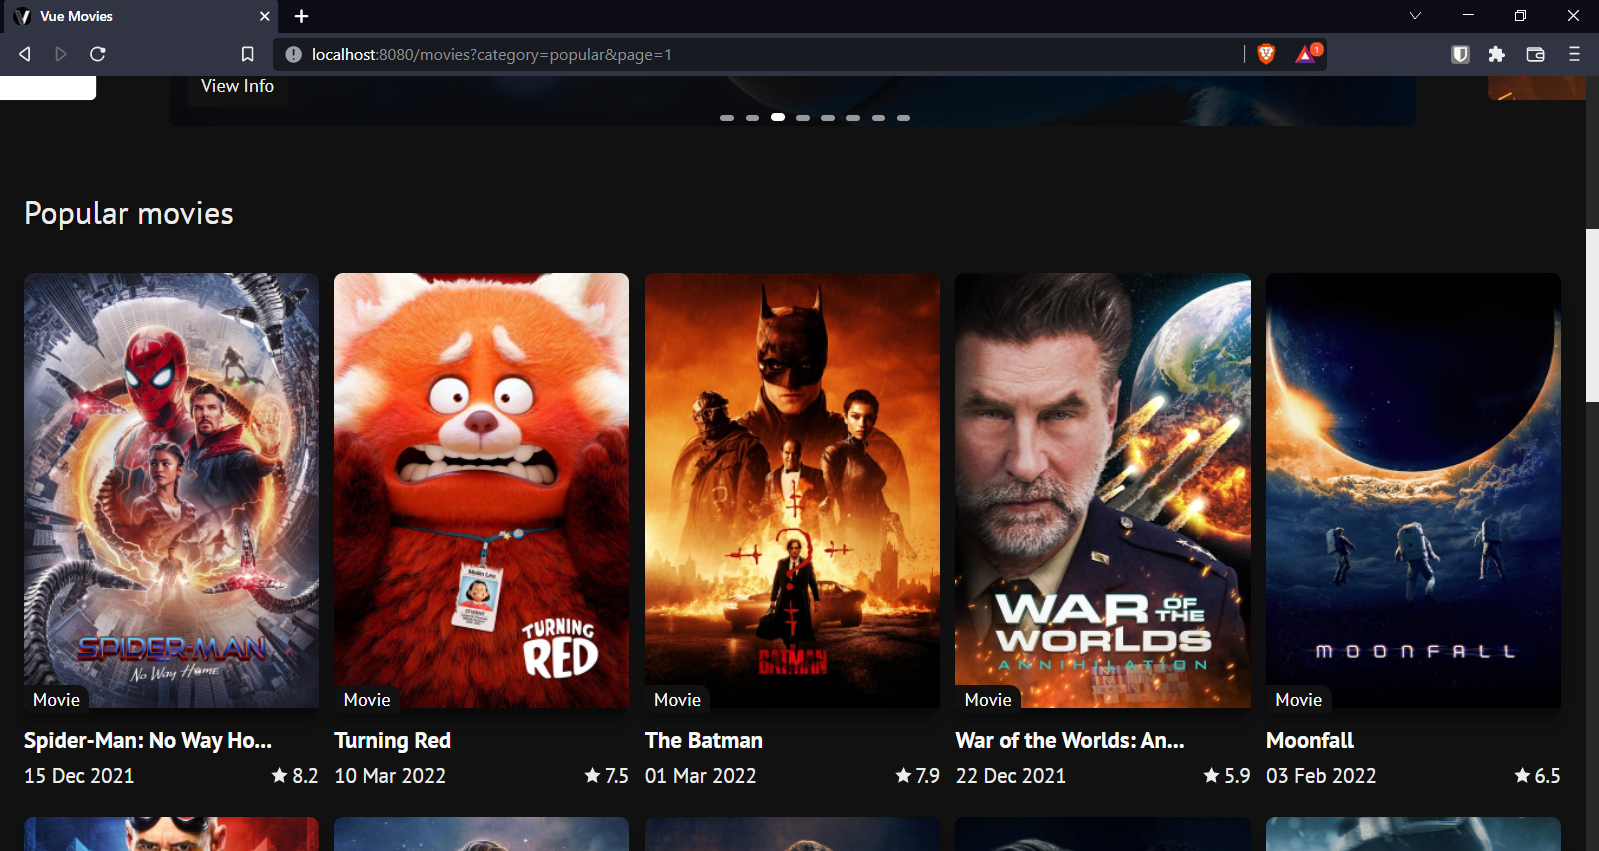 Vue Movies
localhost:8080/movies?category=popular&page=1
1
View Info
Popular movies
SPIDER-MAN
No Way Home
Movie
Spider-Man: No Way Ho...
15 Dec 2021
8.2
STUDENT
TURNING
RED
Movie
Turning Red
10 Mar 2022
7.5
THE
BATMAN
Movie
The Batman
01 Mar 2022
7.9
WAR OF THE
WORLDS
ANNIHILATION
Movie
War of the Worlds: An...
22 Dec 2021
5.9
MOONFALL
Movie
Moonfall
03 Feb 2022
6.5